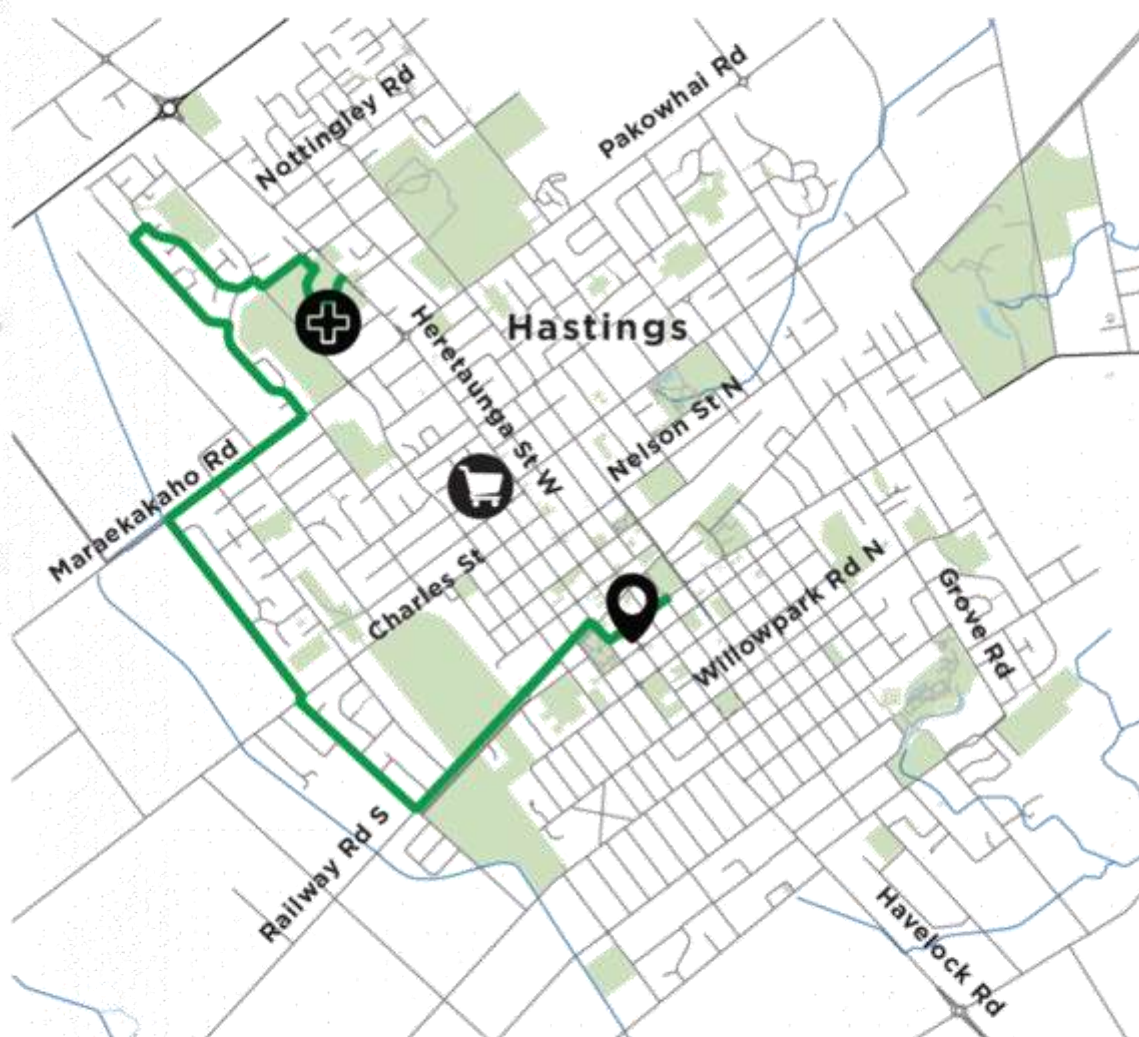 Nottingley Rd
Pakowhai Rd
Heretaunga St W
Hastings
Nelson St N
Maraekakaho Rd
Charles St
Willowpark Rd N
Grove Rd
Railway Rd S
Havelock Rd